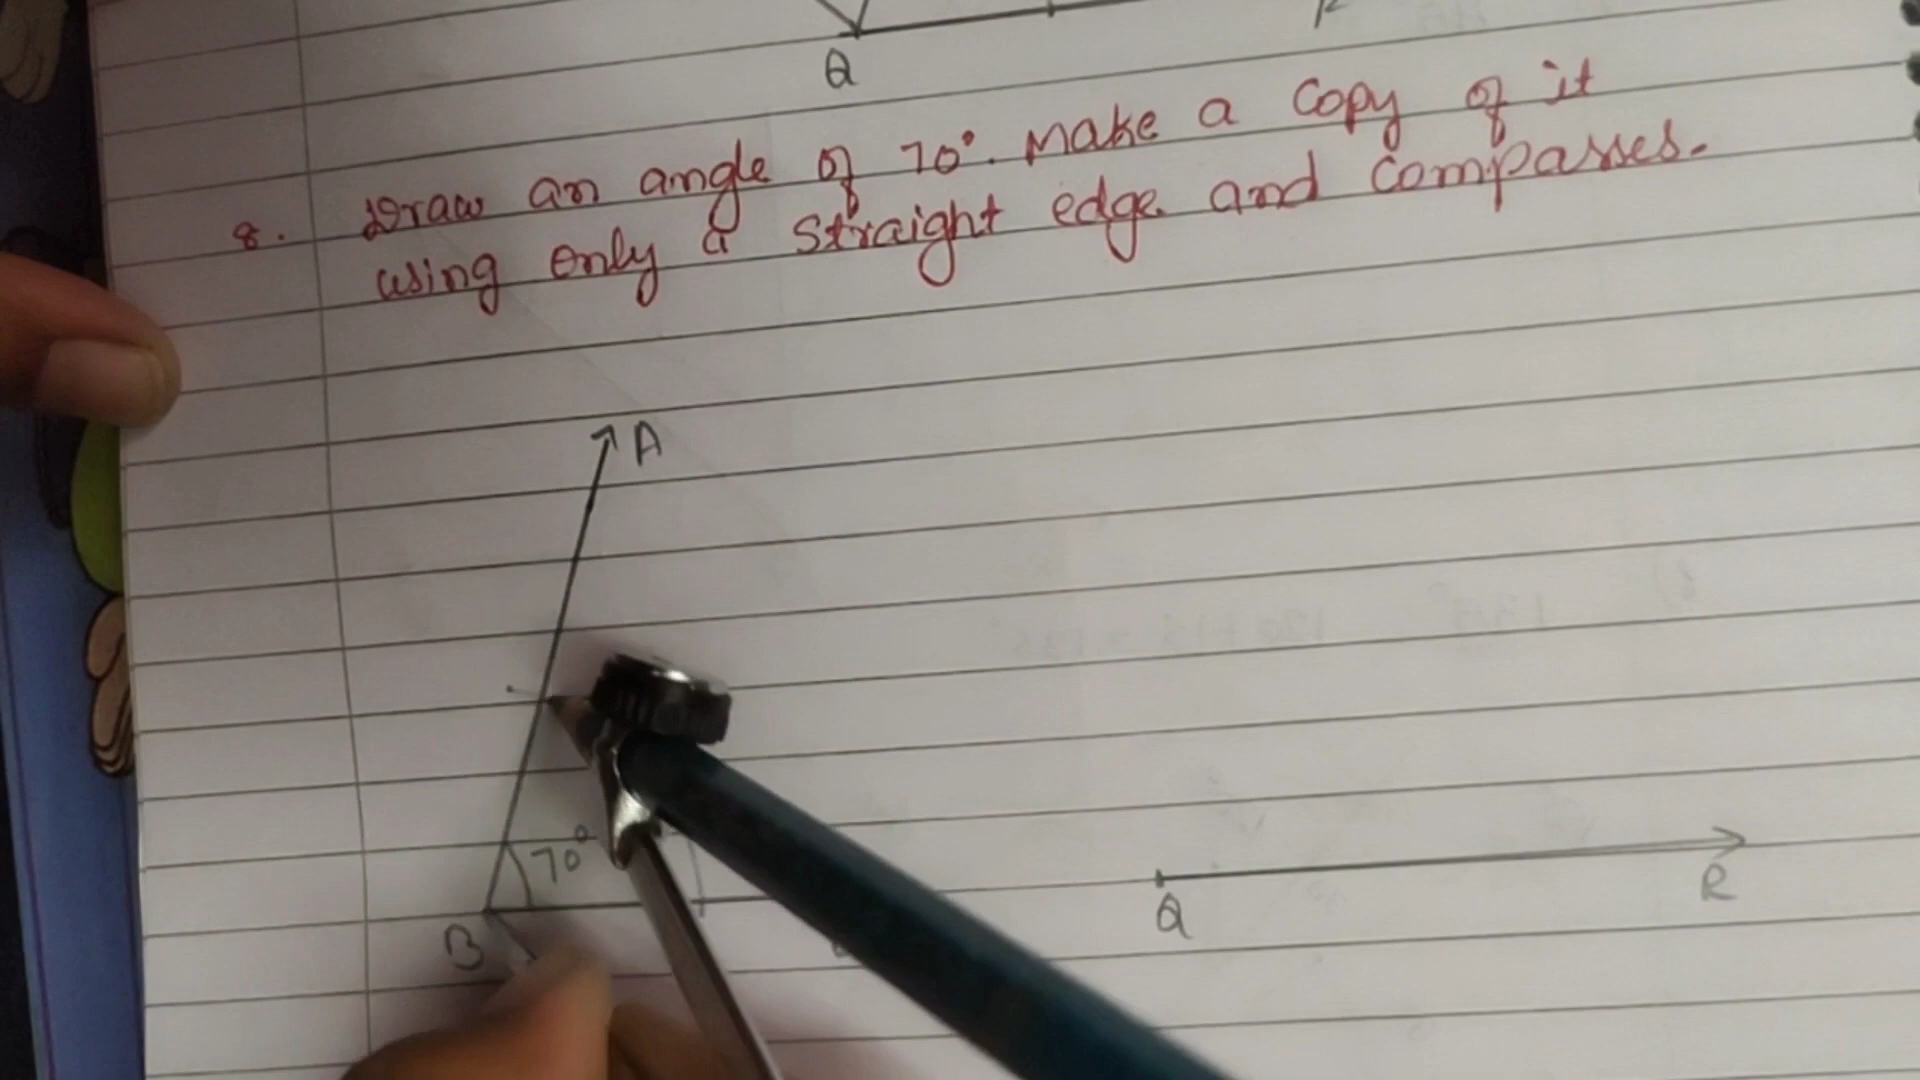 Q
8. Draw an angle of 70°. Make a copy of it
using only a straight edge and compasses.
A
70°
B
Q
R